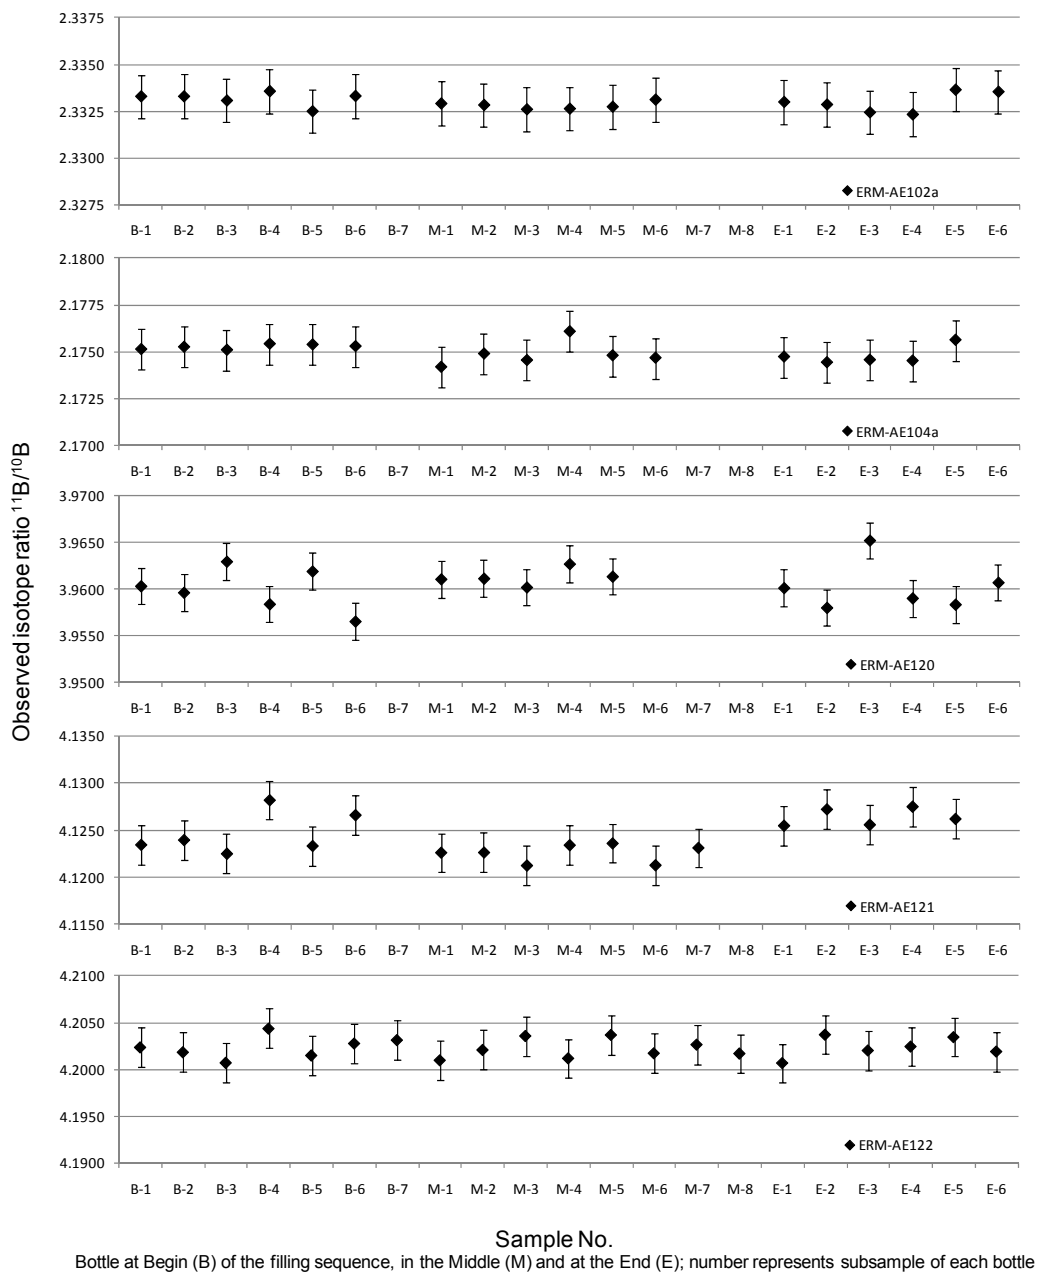 2.3375
2.3350
2.3325
2.3300
2.3275
ERM-AE102a
B-1 B-2 B-3 B-4 B-5 B-6 B-7 M-1 M-2 M-3 M-4 M-5 M-6 M-7 M-8 E-1 E-2 E-3 E-4 E-5 E-6
2.1800
2.1775
2.1750
2.1725
2.1700
ERM-AE104a
B-1 B-2 B-3 B-4 B-5 B-6 B-7 M-1 M-2 M-3 M-4 M-5 M-6 M-7 M-8 E-1 E-2 E-3 E-4 E-5 E-6
Observed isotope ratio ¹¹B/¹⁰B
3.9700
3.9650
3.9600
3.9550
3.9500
ERM-AE120
B-1 B-2 B-3 B-4 B-5 B-6 B-7 M-1 M-2 M-3 M-4 M-5 M-6 M-7 M-8 E-1 E-2 E-3 E-4 E-5 E-6
4.1350
4.1300
4.1250
4.1200
4.1150
ERM-AE121
B-1 B-2 B-3 B-4 B-5 B-6 B-7 M-1 M-2 M-3 M-4 M-5 M-6 M-7 M-8 E-1 E-2 E-3 E-4 E-5 E-6
4.2100
4.2050
4.2000
4.1950
4.1900
ERM-AE122
B-1 B-2 B-3 B-4 B-5 B-6 B-7 M-1 M-2 M-3 M-4 M-5 M-6 M-7 M-8 E-1 E-2 E-3 E-4 E-5 E-6
Sample No.
Bottle at Begin (B) of the filling sequence, in the Middle (M) and at the End (E); number represents subsample of each bottle